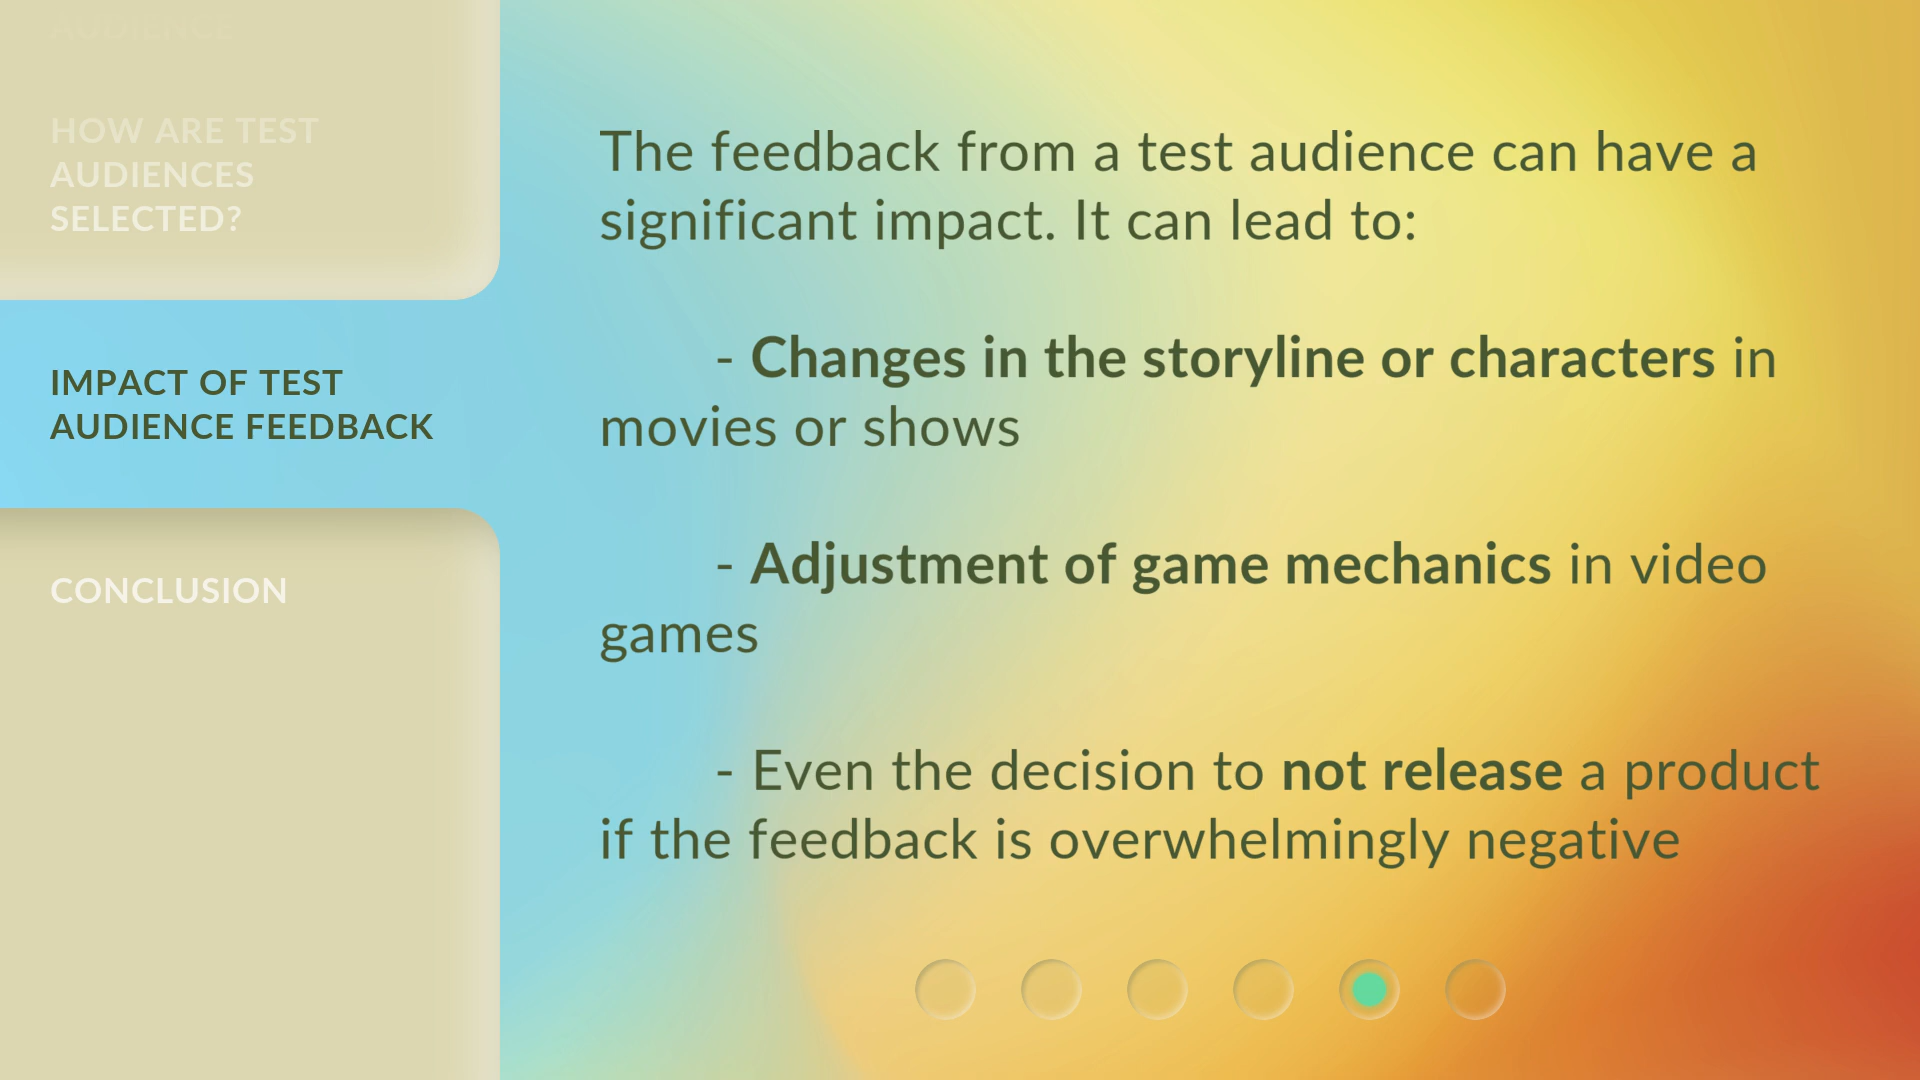 AUDIENCE
HOW ARE TEST
AUDIENCES
SELECTED?
IMPACT OF TEST
AUDIENCE FEEDBACK
CONCLUSION
The feedback from a test audience can have a
significant impact. It can lead to:
- Changes in the storyline or characters in
movies or shows
- Adjustment of game mechanics in video
games
- Even the decision to not release a product
if the feedback is overwhelmingly negative